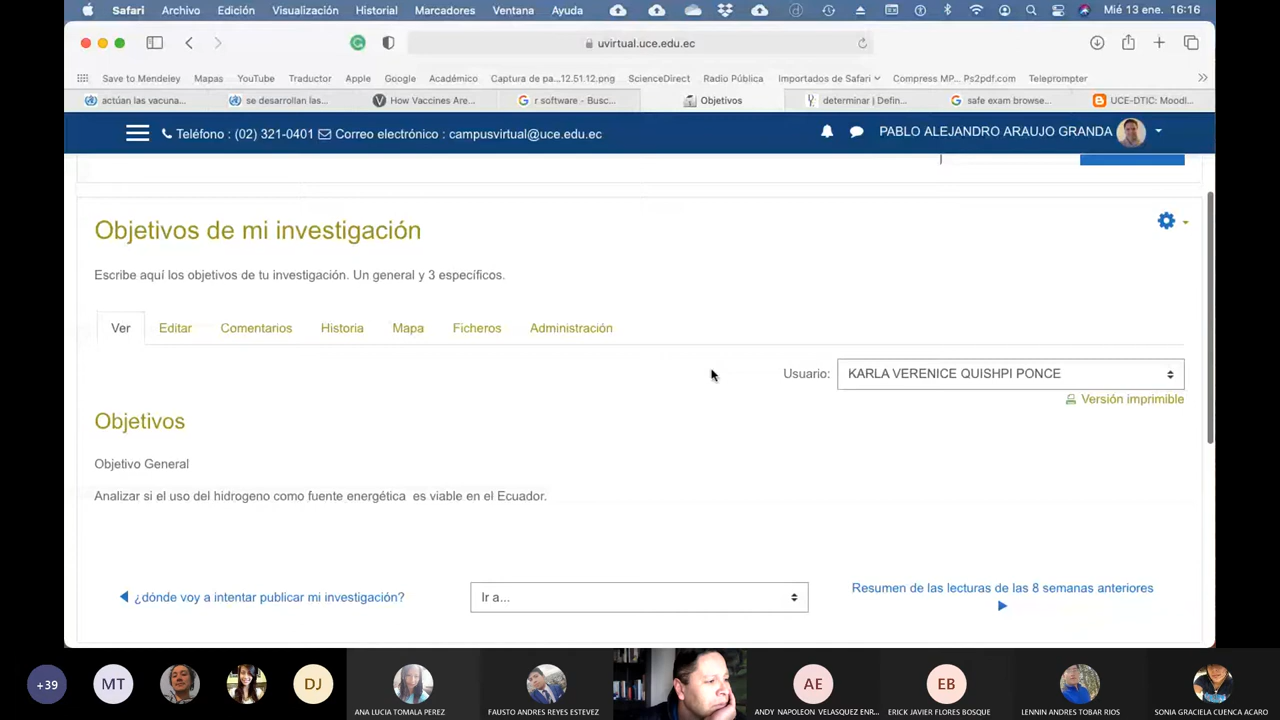 Safari Archivo Edición Visualización Historial Marcadores Ventana Ayuda Mié 13 ene. 16:16
uvirtual.uce.edu.ec
Save to Mendeley Mapas YouTube Traductor Apple Google Académico Captura de pa...12.51.12.png ScienceDirect Radio Pública Importados de Safari Compress MP... Ps2pdf.com Teleprompter
actúan las vacuna... se desarrollan las... How Vaccines Are... r software - Busc... Objetivos determinar | Defin... safe exam browse... UCE-DTIC: Moodl...
Teléfono : (02) 321-0401 Correo electrónico : campusvirtual@uce.edu.ec PABLO ALEJANDRO ARAUJO GRANDA
Objetivos de mi investigación
Escribe aquí los objetivos de tu investigación. Un general y 3 específicos.
Ver Editar Comentarios Historia Mapa Ficheros Administración
Usuario: KARLA VERENICE QUISHPI PONCE
Versión imprimible
Objetivos
Objetivo General
Analizar si el uso del hidrogeno como fuente energética es viable en el Ecuador.
¿dónde voy a intentar publicar mi investigación? Ir a... Resumen de las lecturas de las 8 semanas anteriores
+39 MT DJ AE EB
ANA LUCIA TOMALA PEREZ FAUSTO ANDRES REYES ESTEVEZ ANDY NAPOLEON VELASQUEZ ENR... ERICK JAVIER FLORES BOSQUE LENNIN ANDRES TOBAR RIOS SONIA GRACIELA CUENCA ACARO